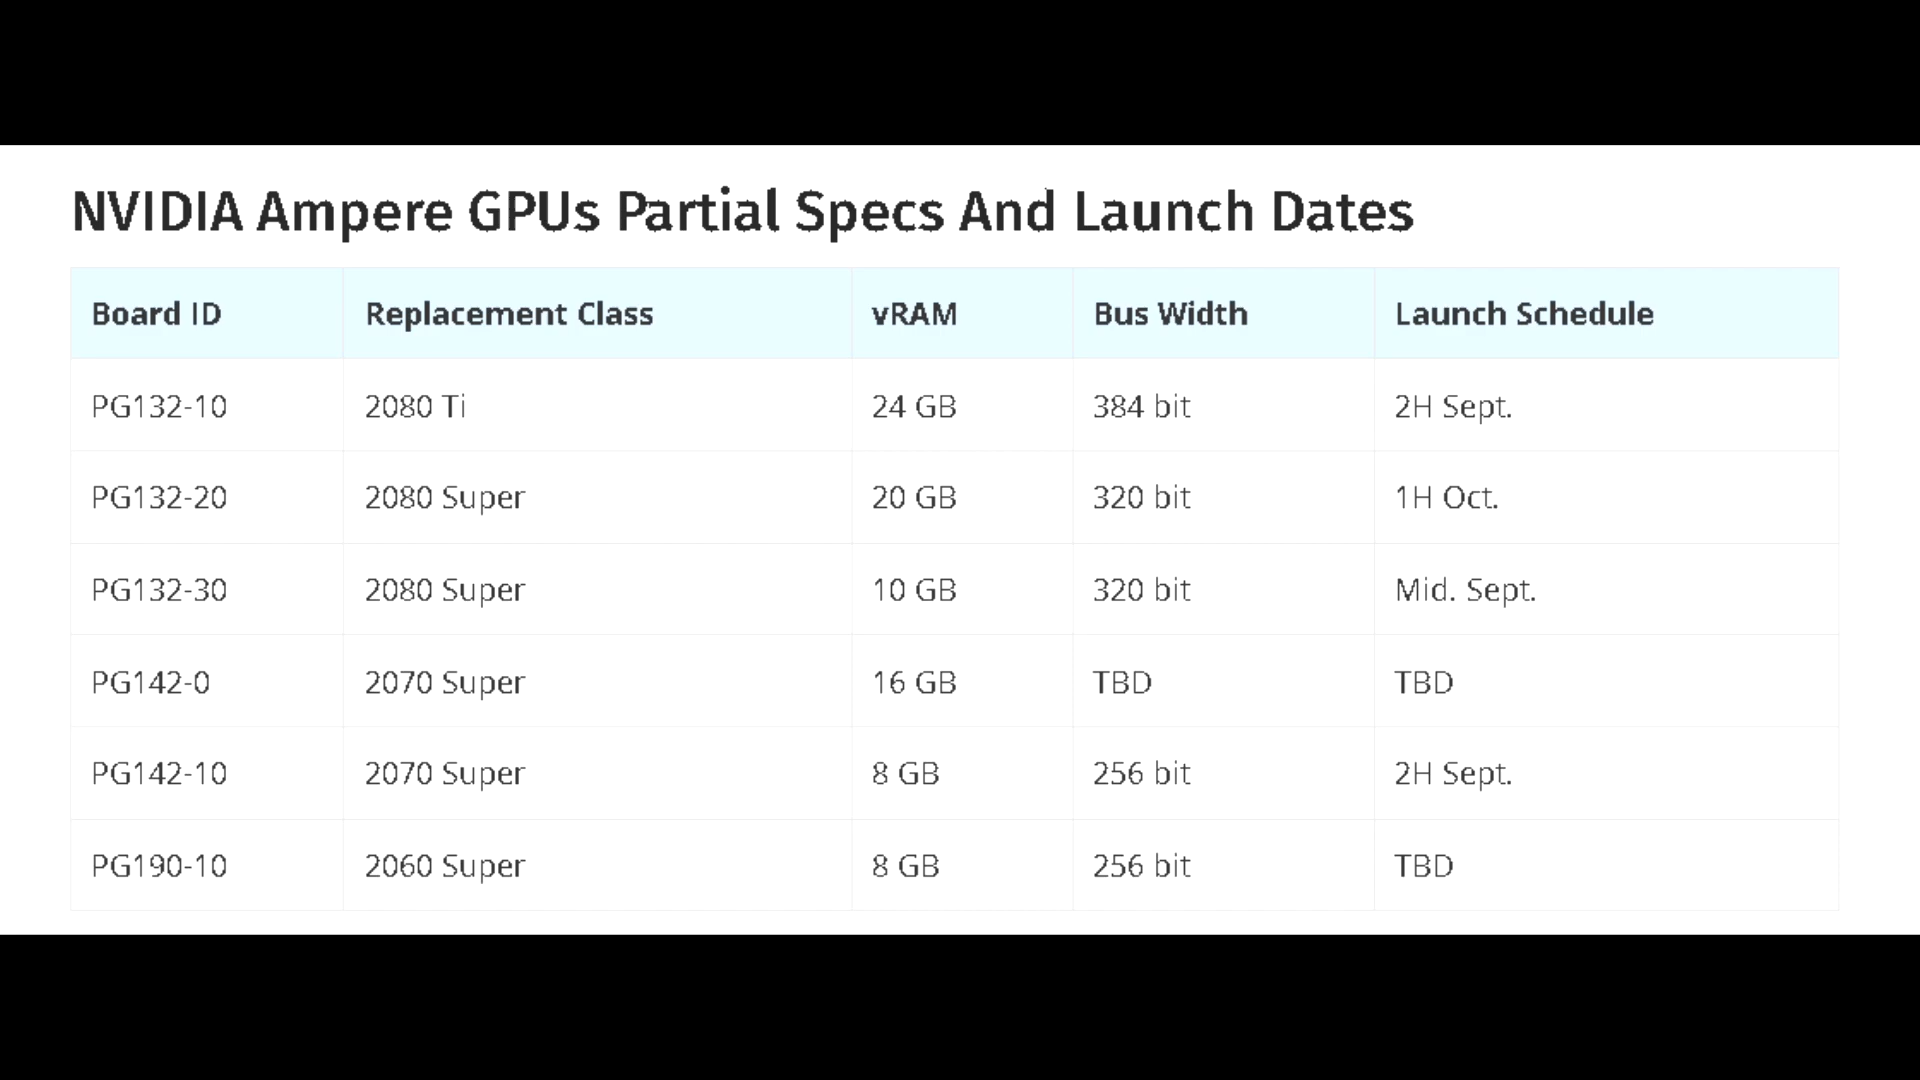 NVIDIA Ampere GPUs Partial Specs And Launch Dates
Board ID Replacement Class vRAM Bus Width Launch Schedule
PG132-10 2080 Ti 24 GB 384 bit 2H Sept.
PG132-20 2080 Super 20 GB 320 bit 1H Oct.
PG132-30 2080 Super 10 GB 320 bit Mid. Sept.
PG142-0 2070 Super 16 GB TBD TBD
PG142-10 2070 Super 8 GB 256 bit 2H Sept.
PG190-10 2060 Super 8 GB 256 bit TBD